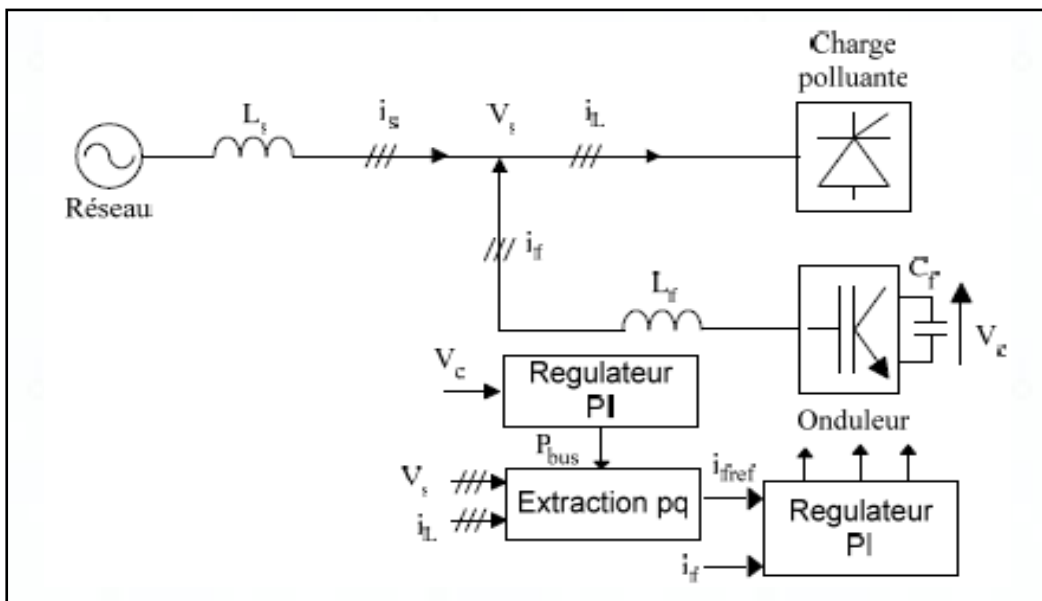 Charge
polluante
Ls
is
Vs
iL
Réseau
if
Lf
Cf
Vc
Onduleur
Vc
Regulateur
PI
Pbus
Vs
iL
Extraction pq
ifref
if
Regulateur
PI